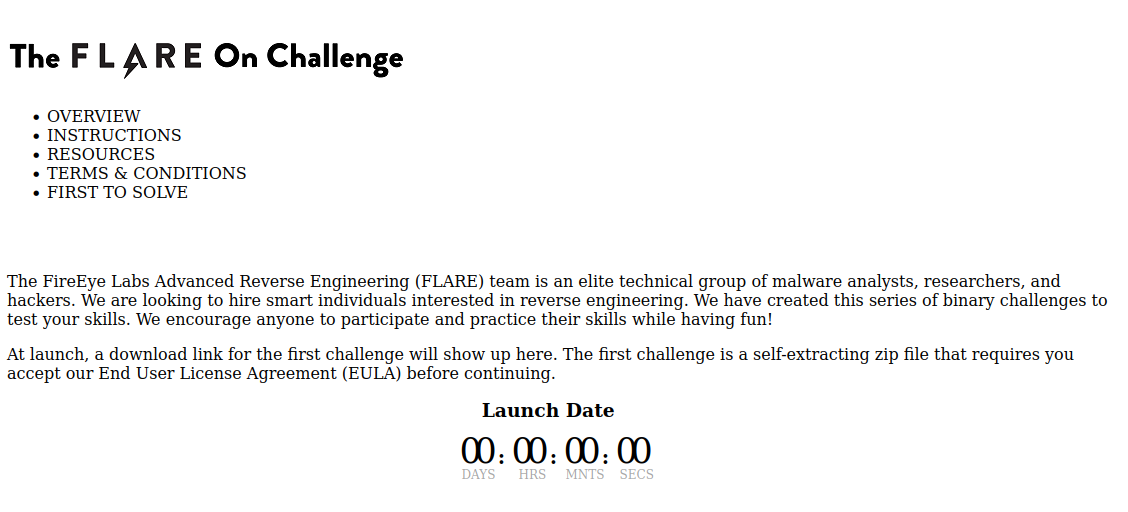 The FLARE On Challenge
OVERVIEW
INSTRUCTIONS
RESOURCES
TERMS & CONDITIONS
FIRST TO SOLVE
The FireEye Labs Advanced Reverse Engineering (FLARE) team is an elite technical group of malware analysts, researchers, and
hackers. We are looking to hire smart individuals interested in reverse engineering. We have created this series of binary challenges to
test your skills. We encourage anyone to participate and practice their skills while having fun!
At launch, a download link for the first challenge will show up here. The first challenge is a self-extracting zip file that requires you
accept our End User License Agreement (EULA) before continuing.
Launch Date
00 : 00 : 00 : 00
DAYS HRS MNTS SECS